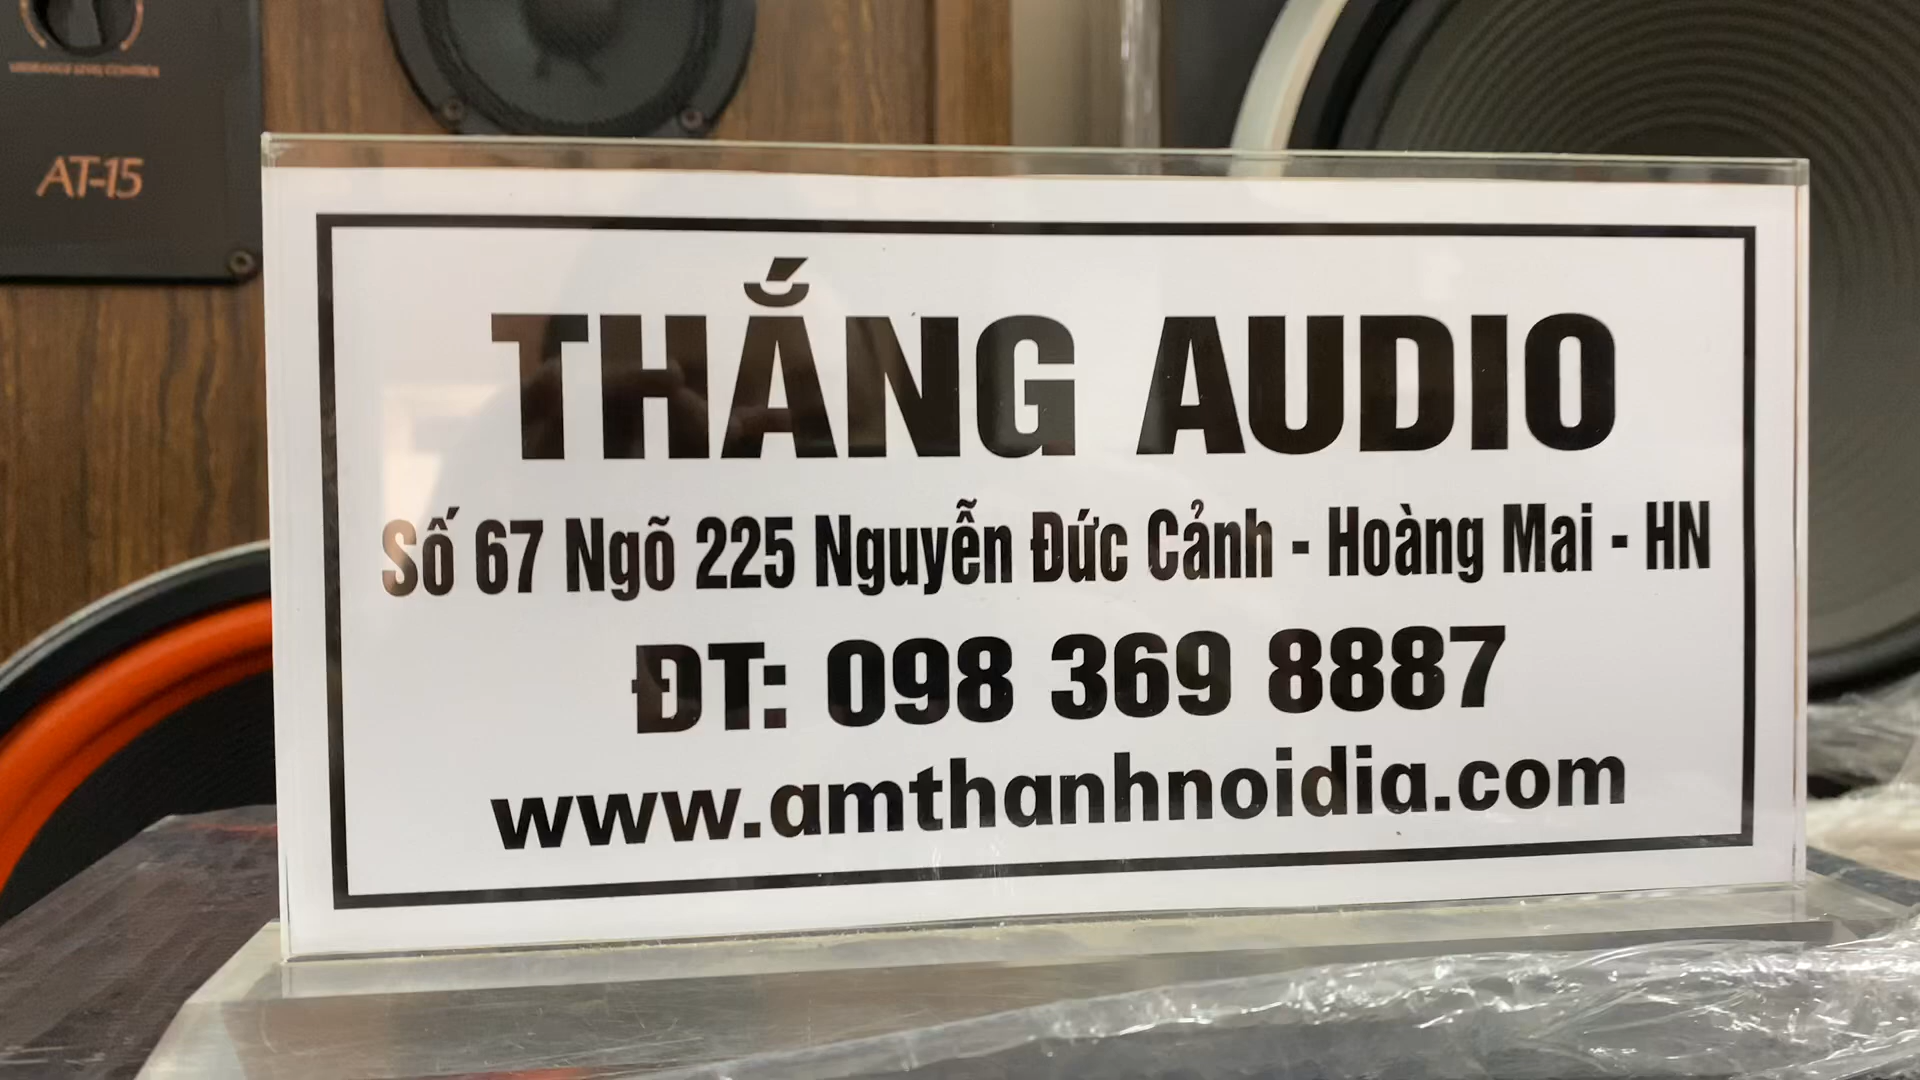 AT-15
THẮNG AUDIO
Số 67 Ngõ 225 Nguyễn Đức Cảnh - Hoàng Mai - HN
ĐT: 098 369 8887
www.amthanhnoidia.com